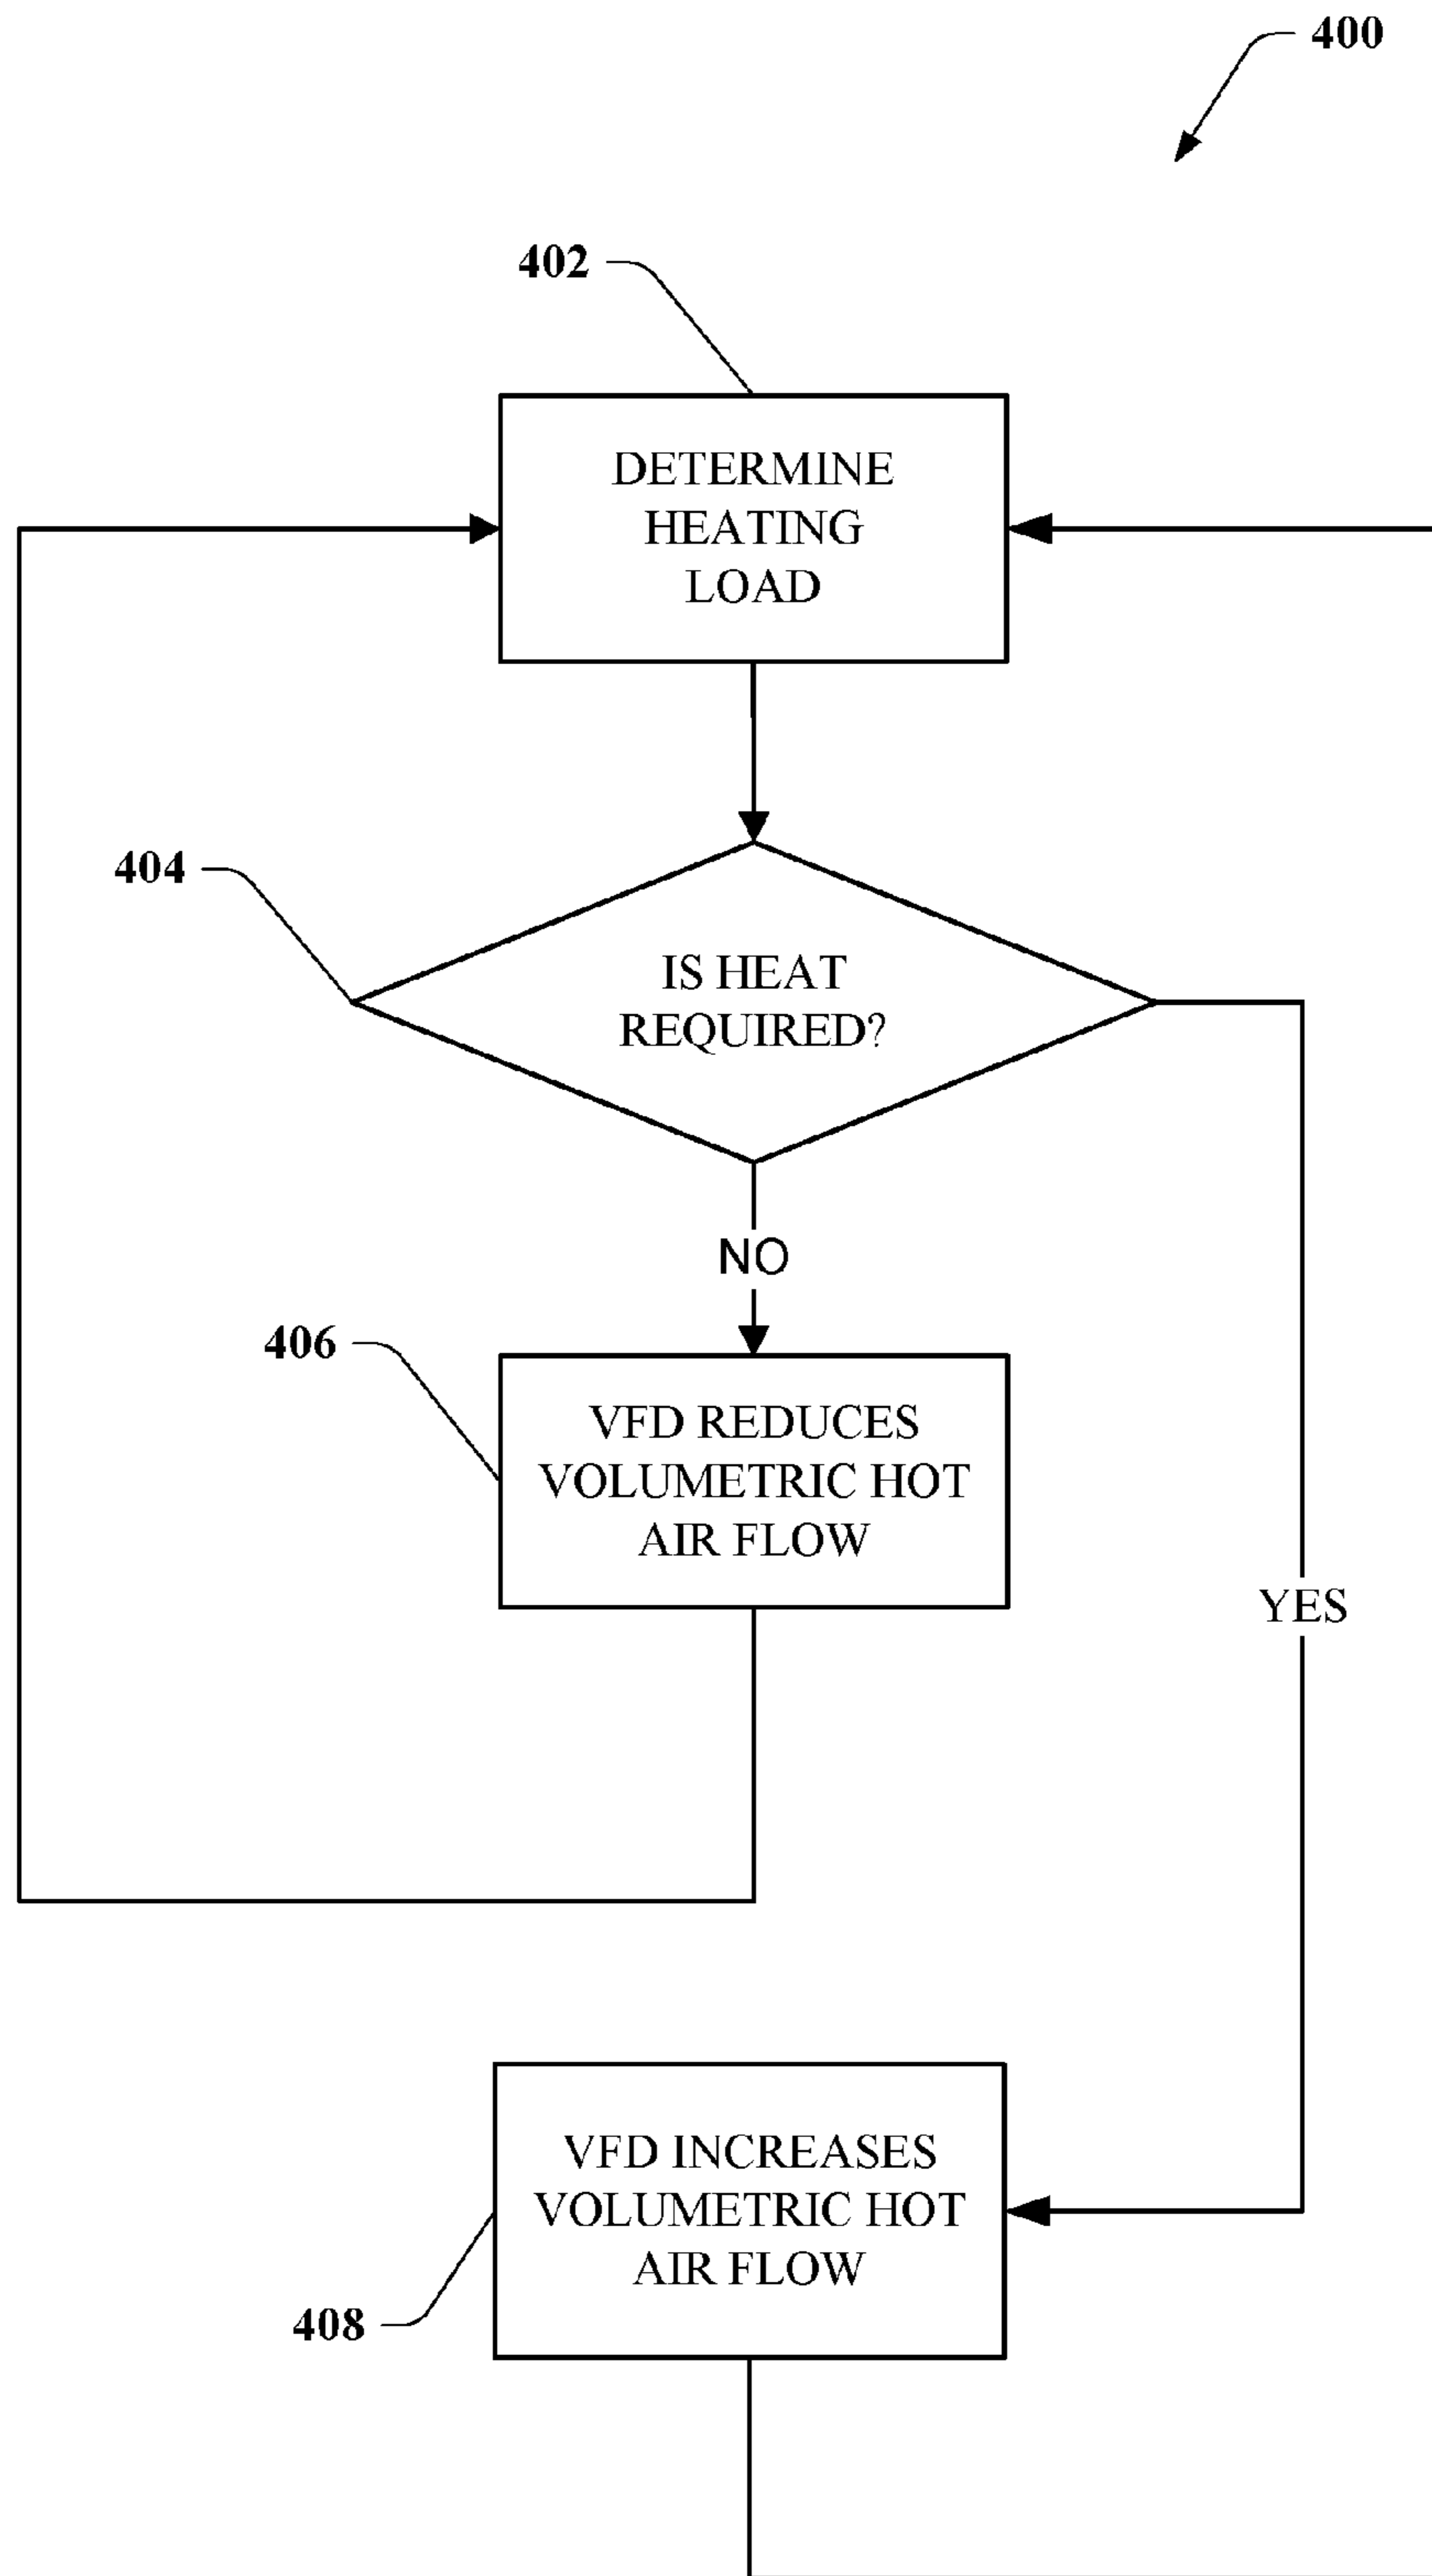 400
402
DETERMINE
HEATING
LOAD
404
IS HEAT
REQUIRED?
NO
406
VFD REDUCES
VOLUMETRIC HOT
AIR FLOW
YES
VFD INCREASES
VOLUMETRIC HOT
AIR FLOW
408